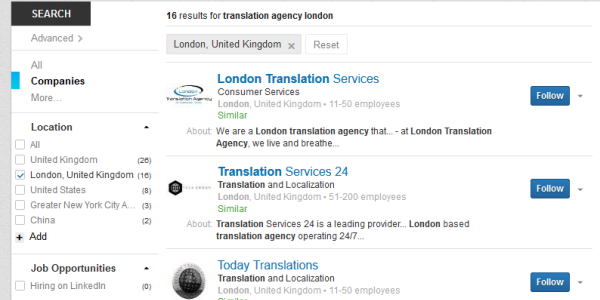 SEARCH
Advanced >
All
Companies
More...
Location
All
United Kingdom (26)
London, United Kingdom (16)
United States (8)
Greater New York City A... (3)
China (2)
+ Add
Job Opportunities
Hiring on LinkedIn (0)
16 results for translation agency london
London, United Kingdom × Reset
London
Translation Agency
London Translation Services
Consumer Services
London, United Kingdom • 11-50 employees
Similar
Follow
About: We are a London translation agency that... - at London Translation
Agency, we live and breathe...
Translation Services 24
Translation and Localization
London, United Kingdom • 51-200 employees
Similar
Follow
About: Translation Services 24 is a leading provider... London based
translation agency operating 24/7...
Today Translations
Translation and Localization
London, United Kingdom • 11-50 employees
Similar
Follow